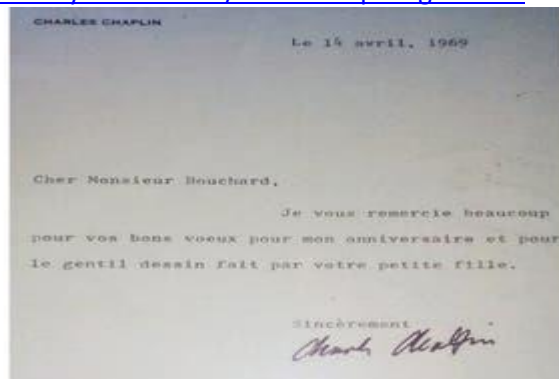 CHARLES CHAPLIN
Le 14 avril, 1969
Cher Monsieur Bouchard,
Je vous remercie beaucoup
pour vos bons voeux pour mon anniversaire et pour
le gentil dessin fait par votre petite fille.
Sincèrement
Charles Chaplin